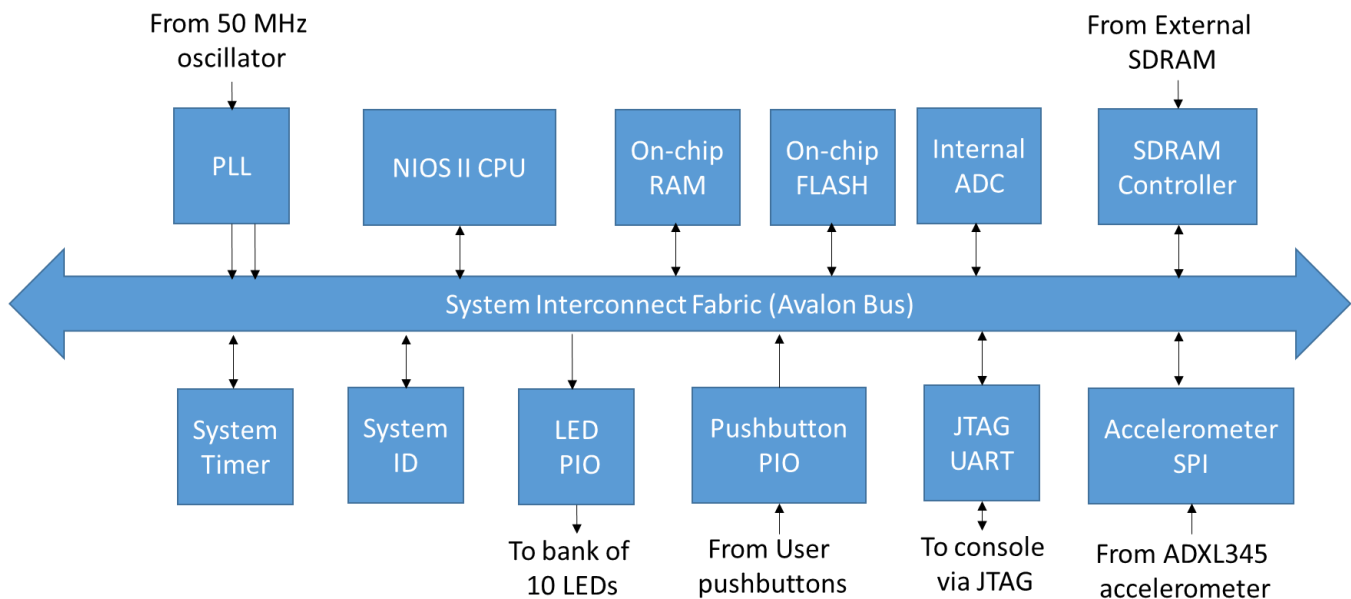 From 50 MHz
oscillator
From External
SDRAM
PLL
NIOS II CPU
On-chip
RAM
On-chip
FLASH
Internal
ADC
SDRAM
Controller
System Interconnect Fabric (Avalon Bus)
System
Timer
System
ID
LED
PIO
Pushbutton
PIO
JTAG
UART
Accelerometer
SPI
To bank of
10 LEDs
From User
pushbuttons
To console
via JTAG
From ADXL345
accelerometer